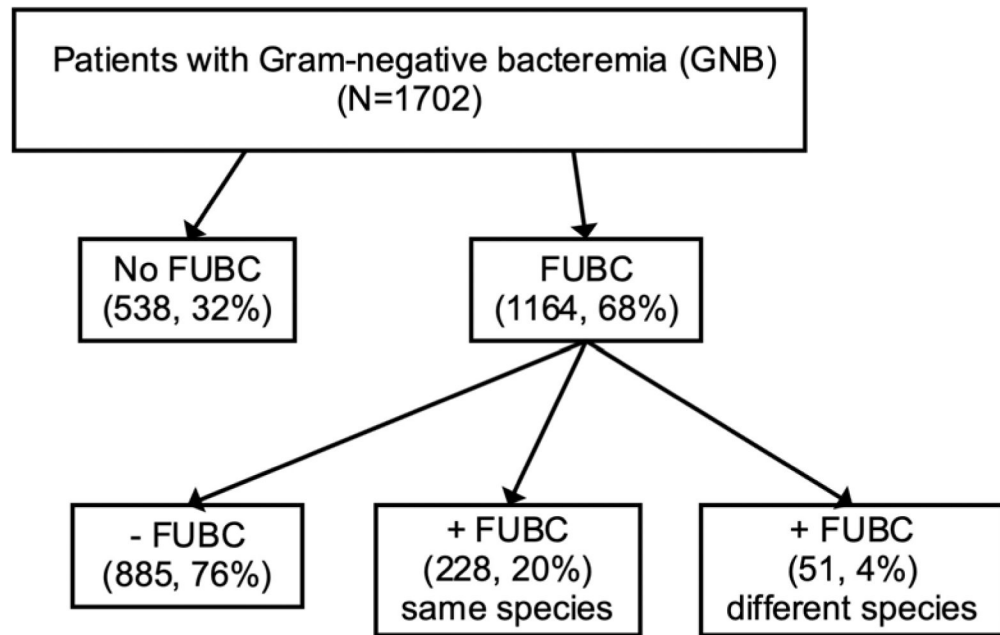 Patients with Gram-negative bacteremia (GNB)
(N=1702)
No FUBC
(538, 32%)
FUBC
(1164, 68%)
- FUBC
(885, 76%)
+ FUBC
(228, 20%)
same species
+ FUBC
(51, 4%)
different species